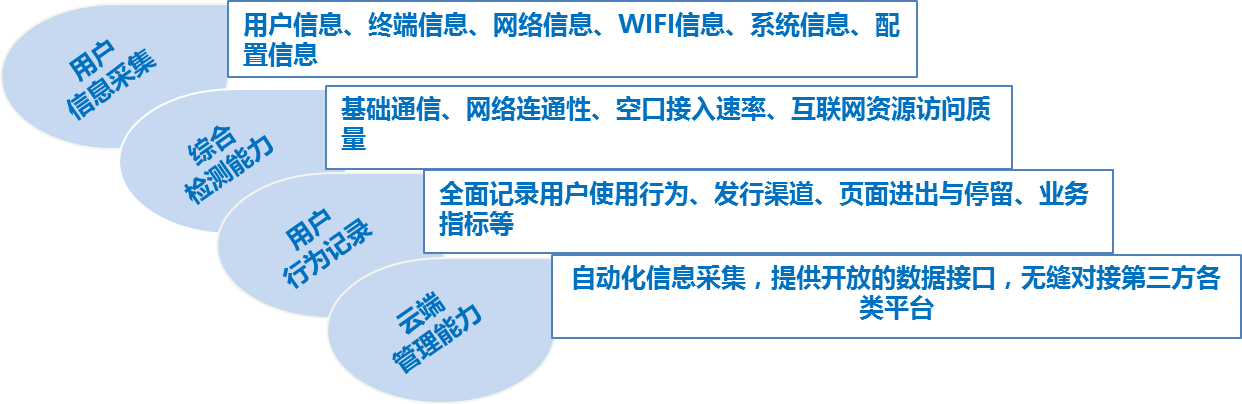 用户
信息采集
用户信息、终端信息、网络信息、WIFI信息、系统信息、配
置信息
综合
检测能力
基础通信、网络连通性、空口接入速率、互联网资源访问质
量
用户
行为记录
全面记录用户使用行为、发行渠道、页面进出与停留、业务
指标等
云端
管理能力
自动化信息采集，提供开放的数据接口，无缝对接第三方各
类平台